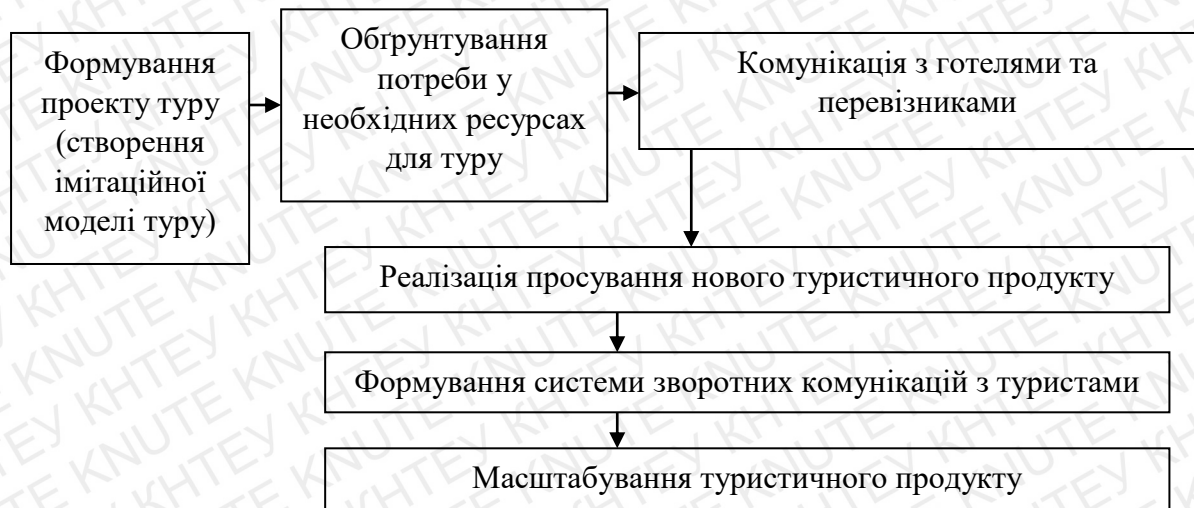 Формування
проекту туру
(створення
імітаційної
моделі туру)
Обґрунтування
потреби у
необхідних ресурсах
для туру
Комунікація з готелями та
перевізниками
Реалізація просування нового туристичного продукту
Формування системи зворотних комунікацій з туристами
Масштабування туристичного продукту